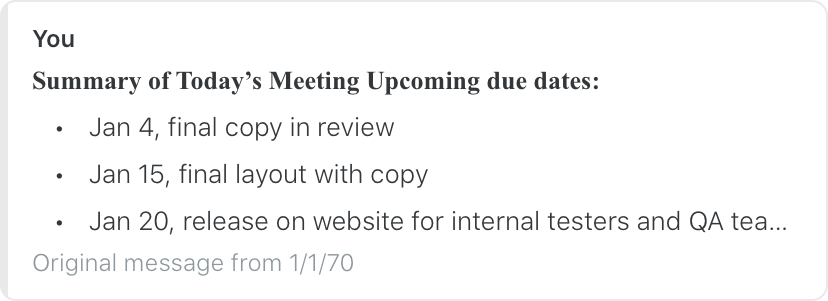 You
Summary of Today’s Meeting Upcoming due dates:
• Jan 4, final copy in review
• Jan 15, final layout with copy
• Jan 20, release on website for internal testers and QA tea...
Original message from 1/1/70